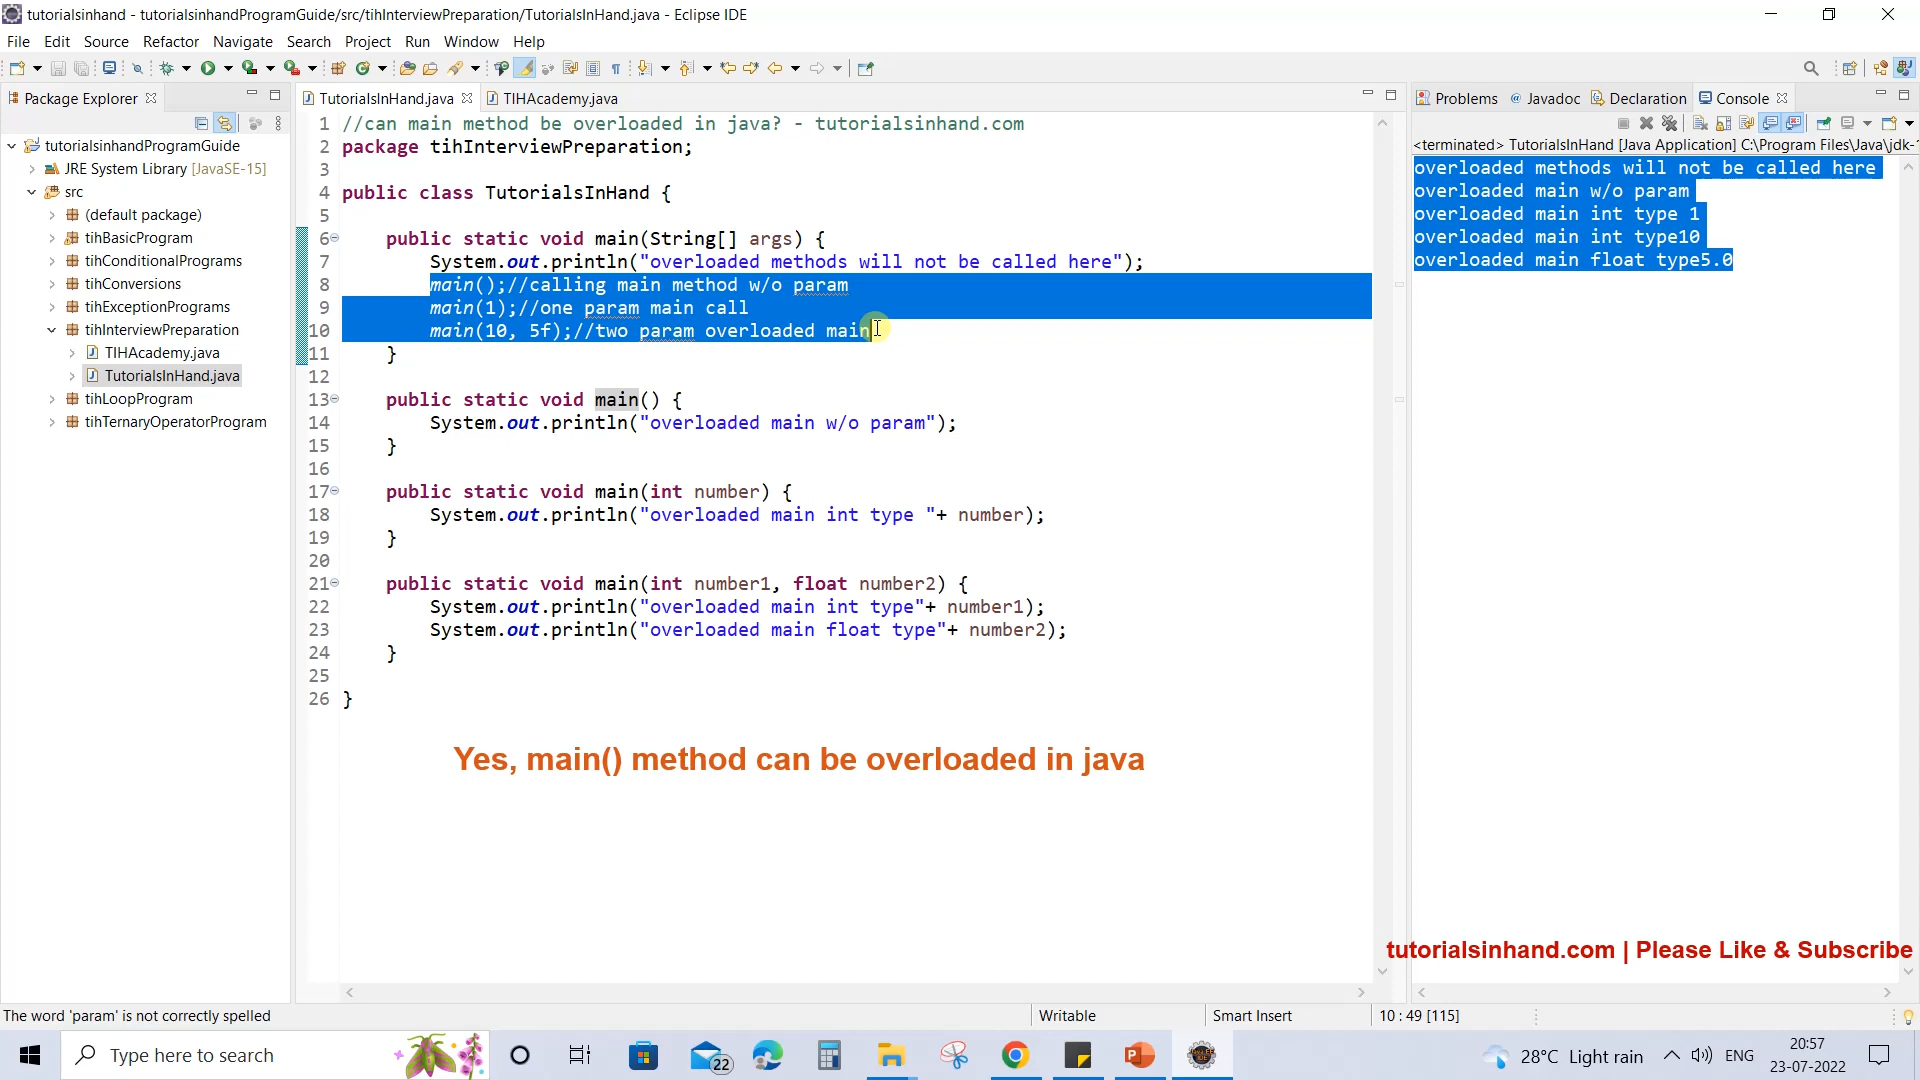 tutorialsinhand - tutorialsinhandProgramGuide/src/tihInterviewPreparation/TutorialsInHand.java - Eclipse IDE
File Edit Source Refactor Navigate Search Project Run Window Help
Package Explorer
tutorialsinhandProgramGuide
JRE System Library [JavaSE-15]
src
(default package)
tihBasicProgram
tihConditionalPrograms
tihConversions
tihExceptionPrograms
tihInterviewPreparation
TIHAcademy.java
TutorialsInHand.java
tihLoopProgram
tihTernaryOperatorProgram
TutorialsInHand.java TIHAcademy.java
1 //can main method be overloaded in java? - tutorialsinhand.com
2 package tihInterviewPreparation;
3
4 public class TutorialsInHand {
5
6 public static void main(String[] args) {
7 System.out.println("overloaded methods will not be called here");
8 main();//calling main method w/o param
9 main(1);//one param main call
10 main(10, 5f);//two param overloaded main
11 }
12
13 public static void main() {
14 System.out.println("overloaded main w/o param");
15 }
16
17 public static void main(int number) {
18 System.out.println("overloaded main int type "+ number);
19 }
20
21 public static void main(int number1, float number2) {
22 System.out.println("overloaded main int type"+ number1);
23 System.out.println("overloaded main float type"+ number2);
24 }
25
26 }
Yes, main() method can be overloaded in java
Problems @ Javadoc Declaration Console
<terminated> TutorialsInHand [Java Application] C:\Program Files\Java\jdk-
overloaded methods will not be called here
overloaded main w/o param
overloaded main int type 1
overloaded main int type10
overloaded main float type5.0
tutorialsinhand.com | Please Like & Subscribe
The word 'param' is not correctly spelled Writable Smart Insert 10 : 49 [115]
Type here to search 22 28°C Light rain ENG 20:57
23-07-2022